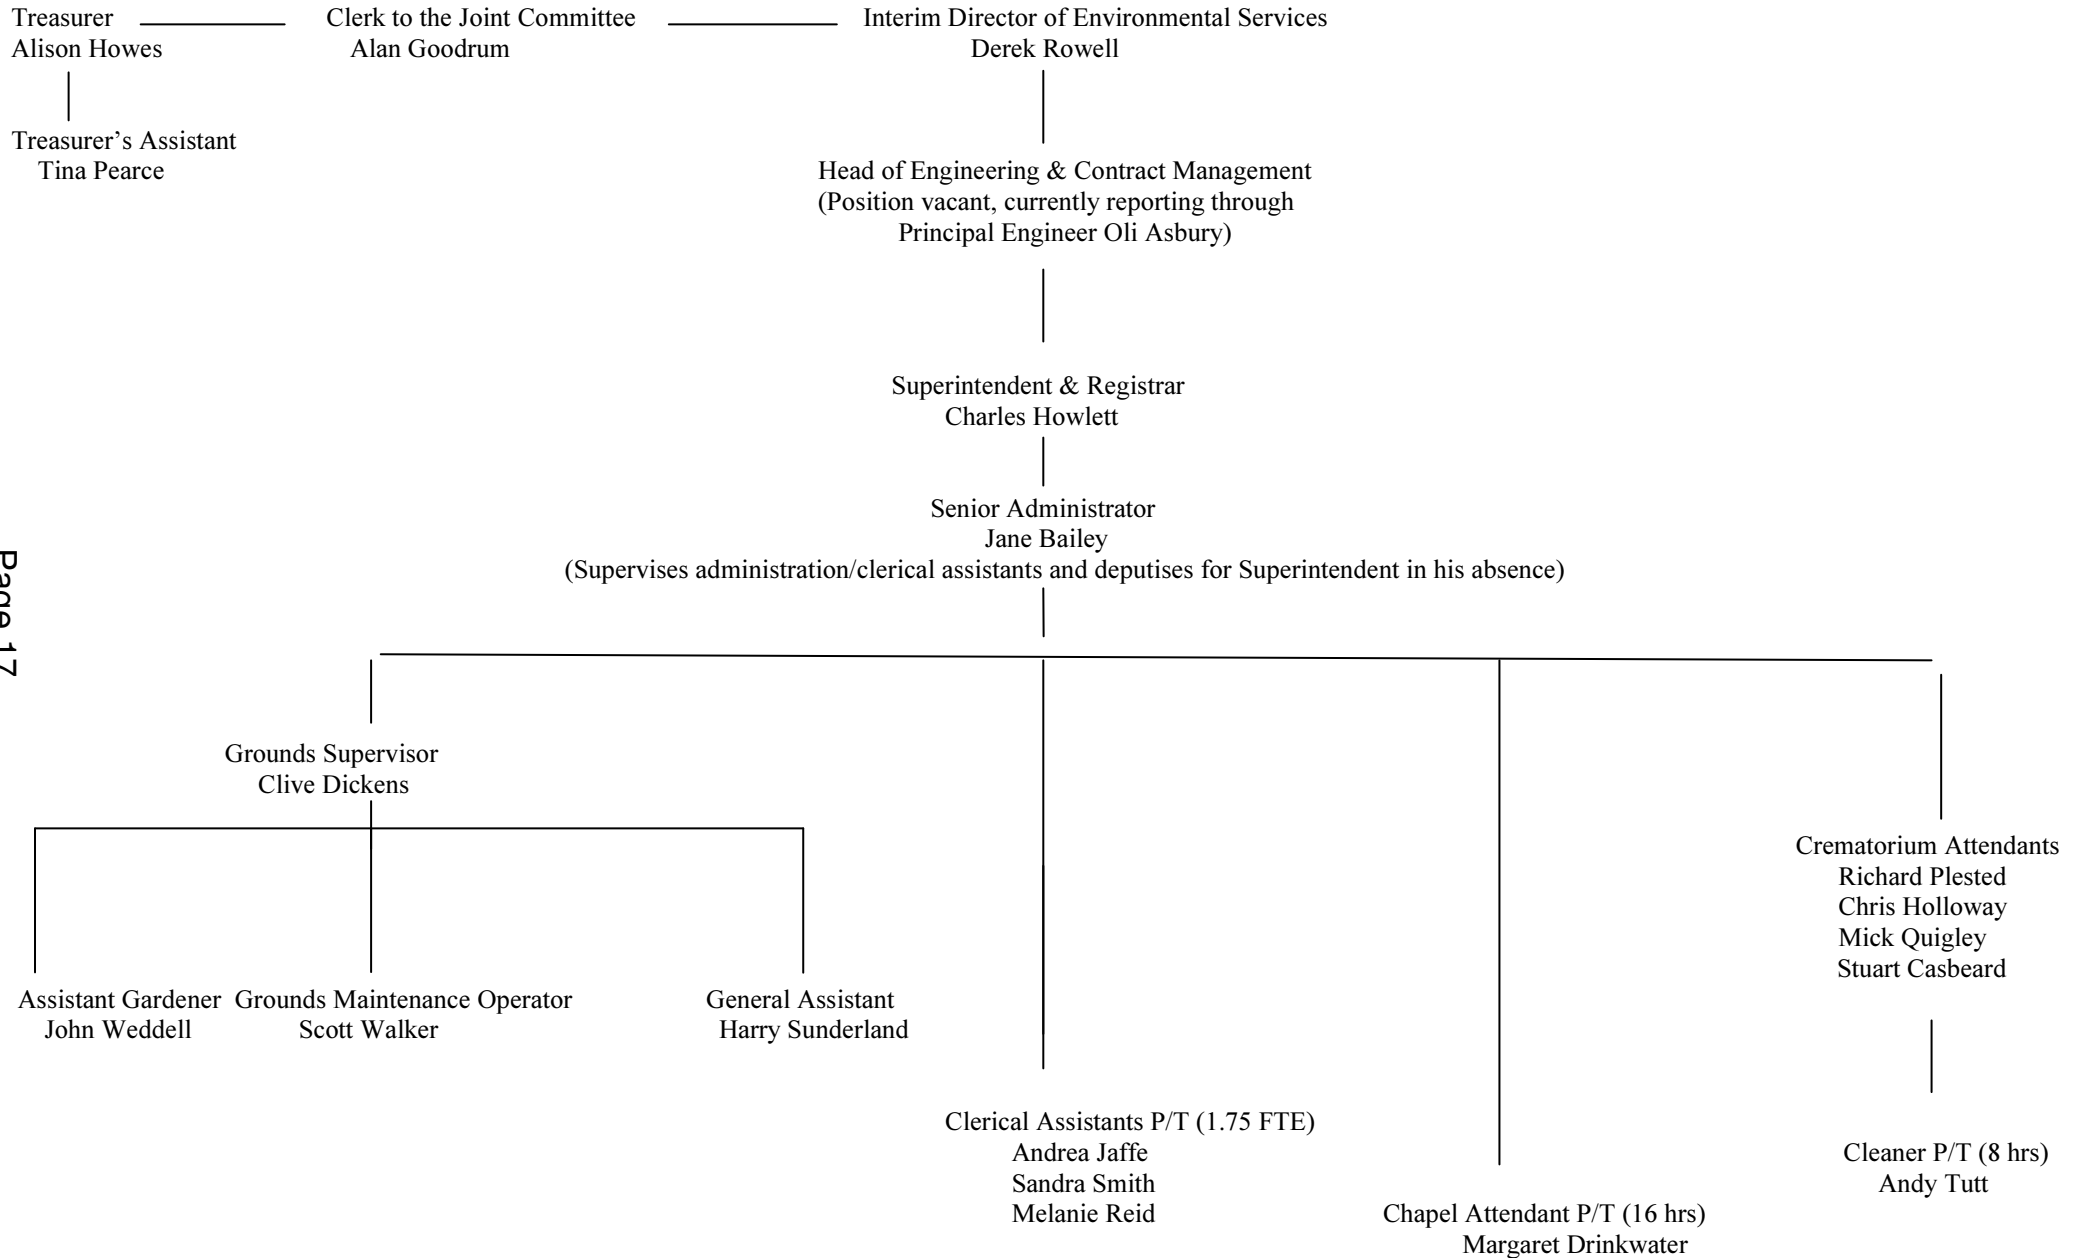 Treasurer
Alison Howes
Clerk to the Joint Committee
Alan Goodrum
Interim Director of Environmental Services
Derek Rowell
Treasurer’s Assistant
Tina Pearce
Head of Engineering & Contract Management
(Position vacant, currently reporting through
Principal Engineer Oli Asbury)
Superintendent & Registrar
Charles Howlett
Senior Administrator
Jane Bailey
(Supervises administration/clerical assistants and deputises for Superintendent in his absence)
Grounds Supervisor
Clive Dickens
Assistant Gardener
John Weddell
Grounds Maintenance Operator
Scott Walker
General Assistant
Harry Sunderland
Clerical Assistants P/T (1.75 FTE)
Andrea Jaffe
Sandra Smith
Melanie Reid
Chapel Attendant P/T (16 hrs)
Margaret Drinkwater
Crematorium Attendants
Richard Plested
Chris Holloway
Mick Quigley
Stuart Casbeard
Cleaner P/T (8 hrs)
Andy Tutt
Page 17